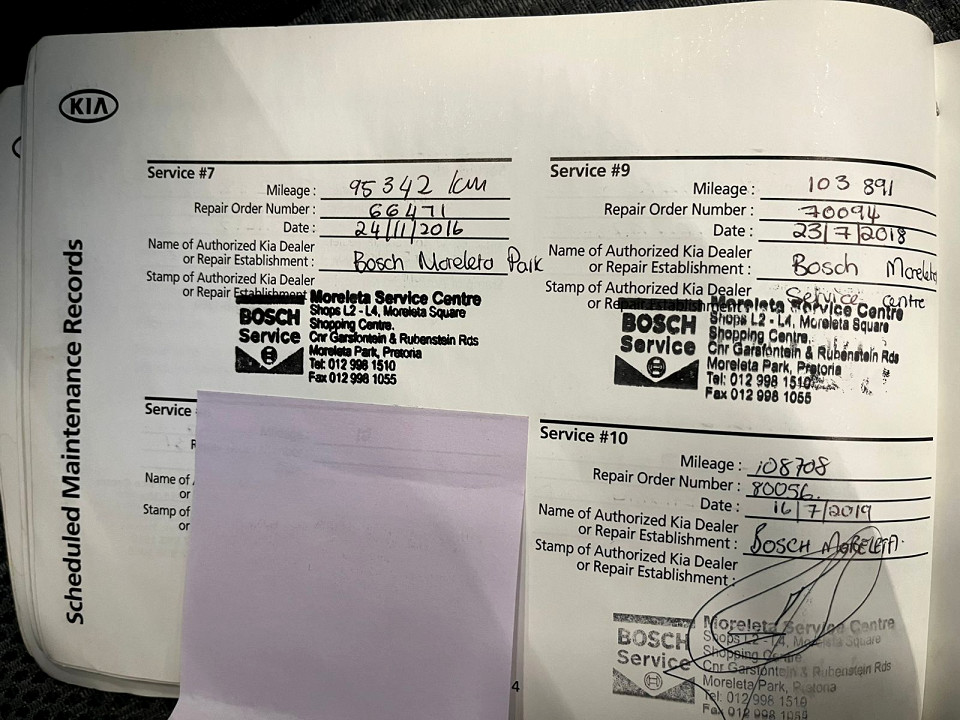 KIA
Scheduled Maintenance Records
Service #7
Mileage : 95 342 km
Repair Order Number : 66471
Date : 24/11/2016
Name of Authorized Kia Dealer
or Repair Establishment : Bosch Moreleta Park
Stamp of Authorized Kia Dealer
or Repair Establishment
BOSCH
Service
Moreleta Service Centre
Shops L2 - L4, Moreleta Square
Shopping Centre.
Cnr Garsfontein & Rubenstein Rds
Moreleta Park, Pretoria
Tel: 012 998 1510
Fax 012 998 1055
Service
R
Name of
or
Stamp of
or
Service #9
Mileage : 103 891
Repair Order Number : 70094
Date : 23/7/2018
Name of Authorized Kia Dealer
or Repair Establishment : Bosch Moreleta
Service centre
Stamp of Authorized Kia Dealer
or Repair Establishment
BOSCH
Service
Moreleta Service Centre
Shops L2 - L4, Moreleta Square
Shopping Centre.
Cnr Garsfontein & Rubenstein Rds
Moreleta Park, Pretoria
Tel: 012 998 1510
Fax 012 998 1055
Service #10
Mileage : 108708
Repair Order Number : 80056.
Date : 16/7/2019
Name of Authorized Kia Dealer
or Repair Establishment : BOSCH MORELETA.
Stamp of Authorized Kia Dealer
or Repair Establishment :
BOSCH
Service
Moreleta Service Centre
Shops L2 - L4, Moreleta Square
Shopping Centre
Cnr Garsfontein & Rubenstein Rds
Moreleta Park, Pretoria
Tel: 012 998 1510
Fax 012 998 1055
4